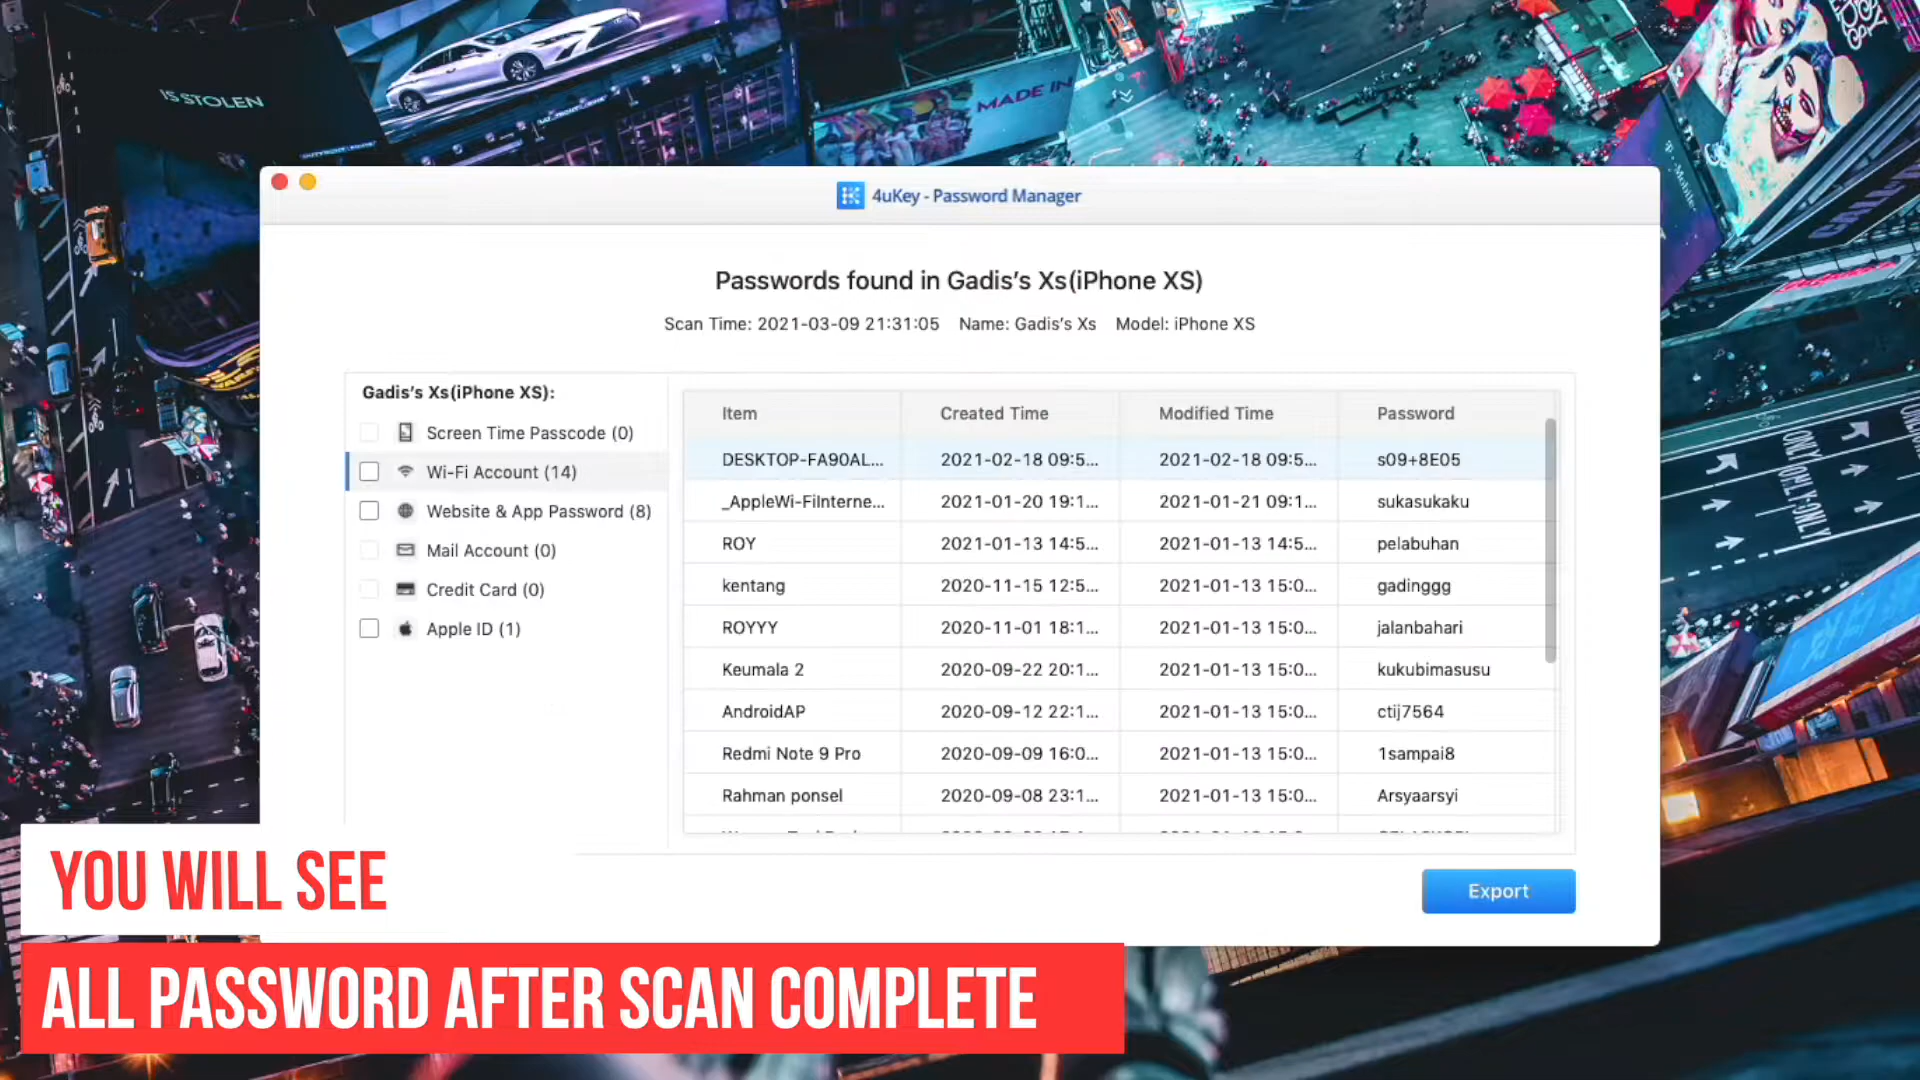 IS STOLEN
MADE IN
T-Mobile
4uKey - Password Manager
Passwords found in Gadis's Xs(iPhone XS)
Scan Time: 2021-03-09 21:31:05 Name: Gadis's Xs Model: iPhone XS
Gadis's Xs(iPhone XS):
Screen Time Passcode (0)
Wi-Fi Account (14)
Website & App Password (8)
Mail Account (0)
Credit Card (0)
Apple ID (1)
Item Created Time Modified Time Password
DESKTOP-FA90AL... 2021-02-18 09:5... 2021-02-18 09:5... s09+8E05
_AppleWi-FiInterne... 2021-01-20 19:1... 2021-01-21 09:1... sukasukaku
ROY 2021-01-13 14:5... 2021-01-13 14:5... pelabuhan
kentang 2020-11-15 12:5... 2021-01-13 15:0... gadinggg
ROYYY 2020-11-01 18:1... 2021-01-13 15:0... jalanbahari
Keumala 2 2020-09-22 20:1... 2021-01-13 15:0... kukubimasusu
AndroidAP 2020-09-12 22:1... 2021-01-13 15:0... ctij7564
Redmi Note 9 Pro 2020-09-09 16:0... 2021-01-13 15:0... 1sampai8
Rahman ponsel 2020-09-08 23:1... 2021-01-13 15:0... Arsyaarsyi
Export
ONLY
ONLY
YOU WILL SEE
ALL PASSWORD AFTER SCAN COMPLETE